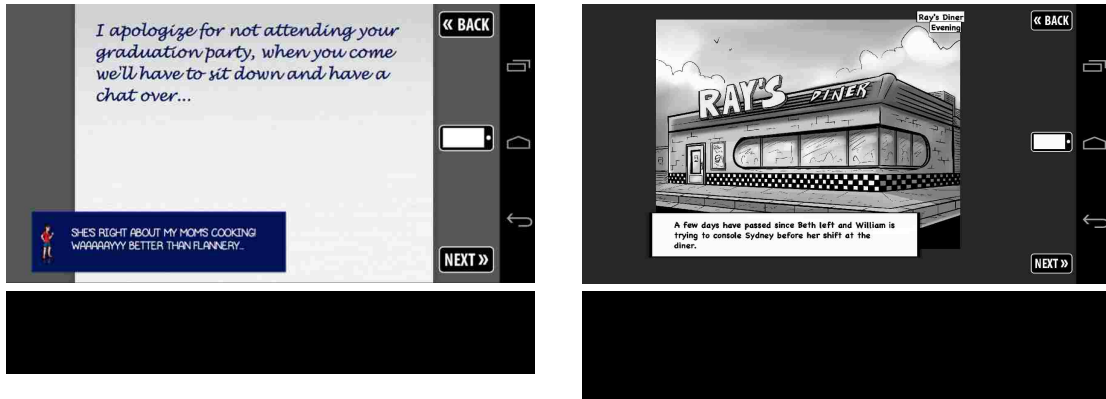 I apologize for not attending your
graduation party, when you come
we'll have to sit down and have a
chat over...
« BACK
SHE'S RIGHT ABOUT MY MOM'S COOKING!
WAAAAAYYY BETTER THAN FLANNERY...
NEXT »
Ray's Diner
Evening
« BACK
RAY'S DINER
A few days have passed since Beth left and William is
trying to console Sydney before her shift at the
diner.
NEXT »